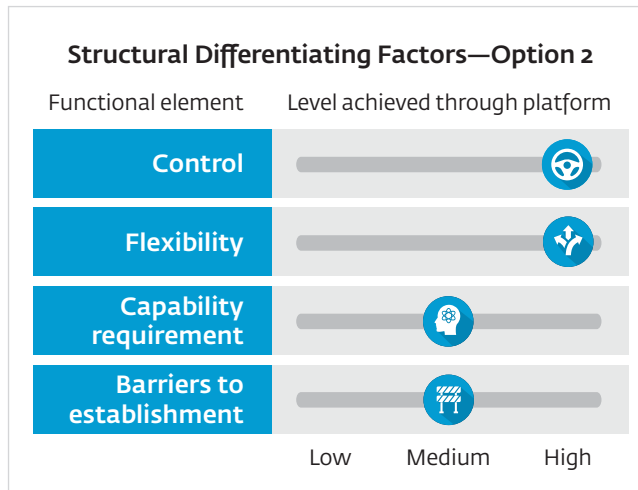 Structural Differentiating Factors—Option 2
Functional element
Level achieved through platform
Control
Flexibility
Capability
requirement
Barriers to
establishment
Low
Medium
High